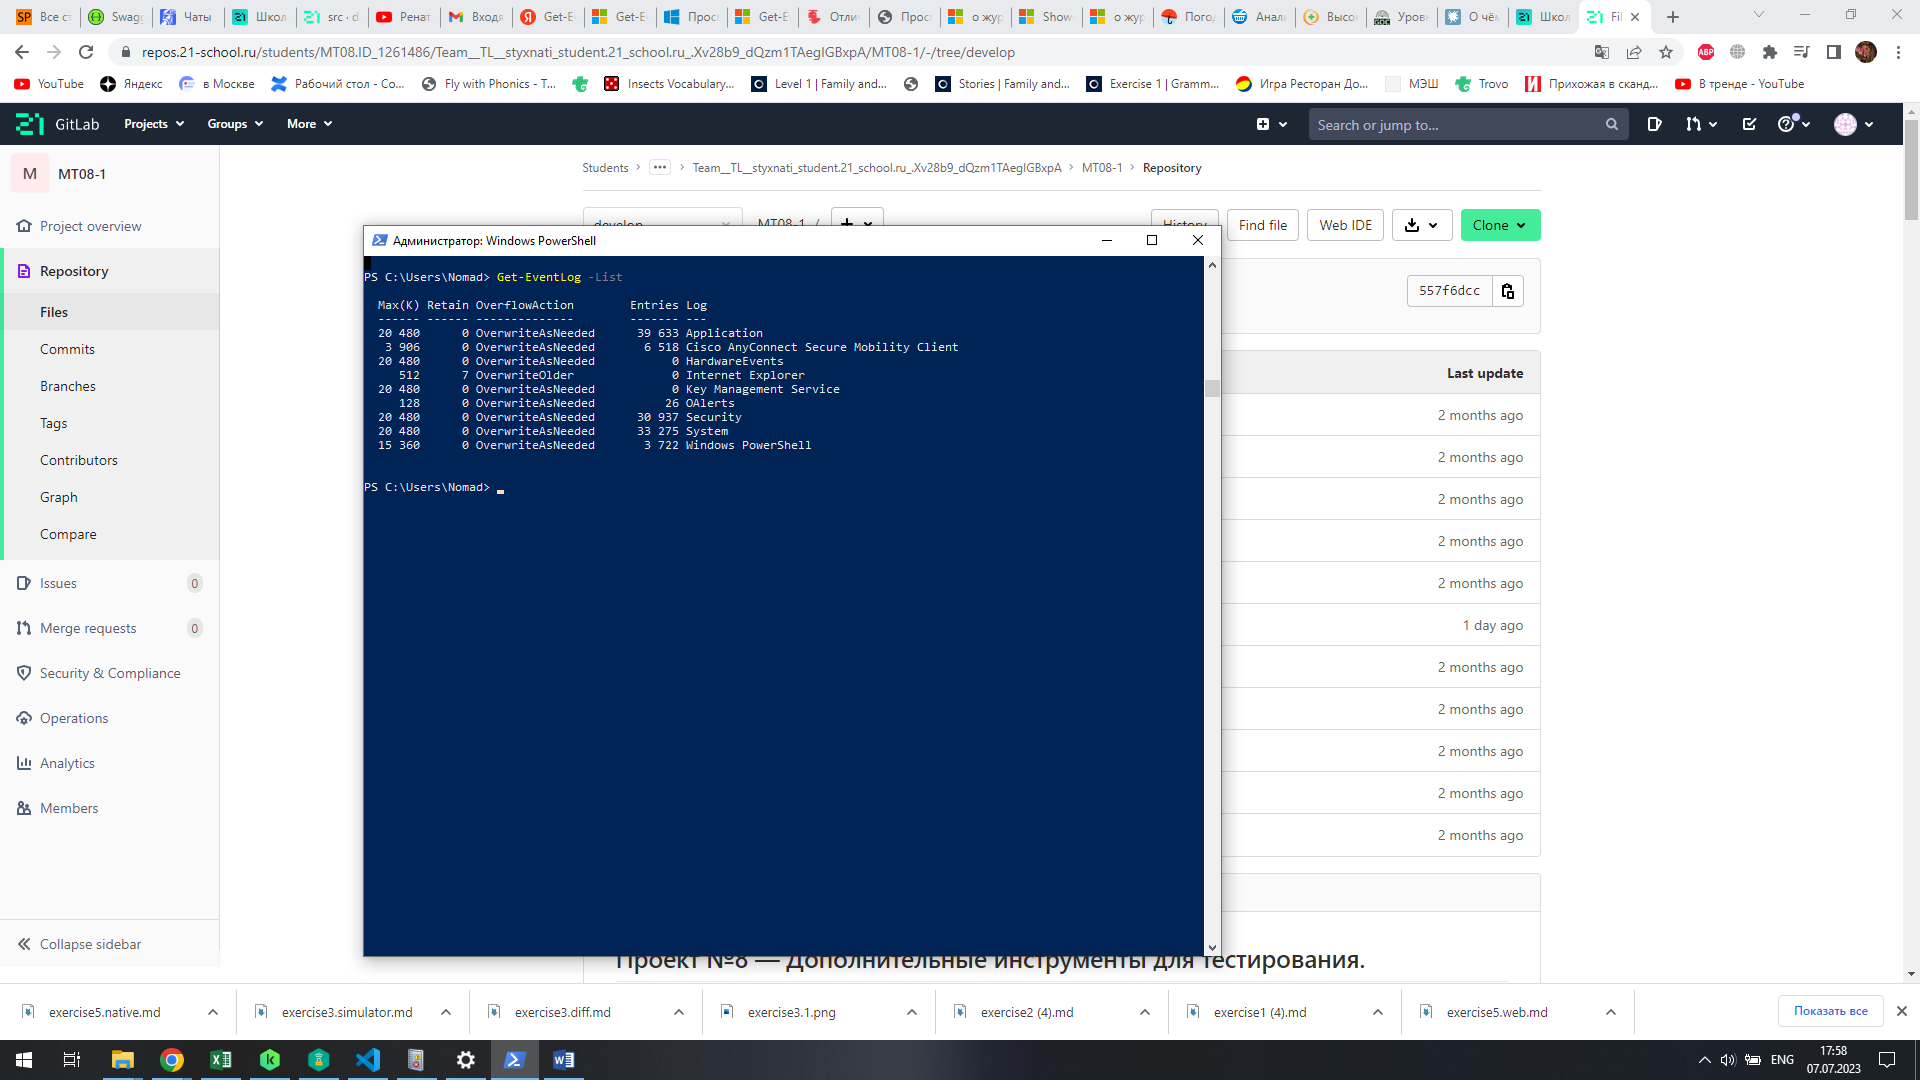 Все ст
Swagg
Чаты
Школ
src · d
Ренат
Входя
Get-Ev
Get-Ev
Прос
Get-Ev
Отлич
Прос
о жур
Show
о жур
Погод
Анал
Высо
Уров
О чём
Школ
Fil
repos.21-school.ru/students/MT08.ID_1261486/Team__TL__styxnati_student.21_school.ru_.Xv28b9_dQzm1TAeglGBxpA/MT08-1/-/tree/develop
YouTube
Яндекс
в Москве
Рабочий стол - Co...
Fly with Phonics - T...
Insects Vocabulary...
Level 1 | Family and...
Stories | Family and...
Exercise 1 | Gramm...
Игра Ресторан До...
МЭШ
Trovo
Прихожая в сканд...
В тренде - YouTube
GitLab
Projects
Groups
More
Search or jump to...
M
MT08-1
Students
Team__TL__styxnati_student.21_school.ru_.Xv28b9_dQzm1TAeglGBxpA
MT08-1
Repository
Project overview
Repository
Files
Commits
Branches
Tags
Contributors
Graph
Compare
Issues 0
Merge requests 0
Security & Compliance
Operations
Analytics
Members
Collapse sidebar
develop
MT08-1 /
History
Find file
Web IDE
Clone
Администратор: Windows PowerShell
PS C:\Users\Nomad> Get-EventLog -List
Max(K) Retain OverflowAction Entries Log
------ ------ -------------- ------- ---
20 480 0 OverwriteAsNeeded 39 633 Application
3 906 0 OverwriteAsNeeded 6 518 Cisco AnyConnect Secure Mobility Client
20 480 0 OverwriteAsNeeded 0 HardwareEvents
512 7 OverwriteOlder 0 Internet Explorer
20 480 0 OverwriteAsNeeded 0 Key Management Service
128 0 OverwriteAsNeeded 26 OAlerts
20 480 0 OverwriteAsNeeded 30 937 Security
20 480 0 OverwriteAsNeeded 33 275 System
15 360 0 OverwriteAsNeeded 3 722 Windows PowerShell
PS C:\Users\Nomad>
557f6dcc
Last update
2 months ago
2 months ago
2 months ago
2 months ago
2 months ago
1 day ago
2 months ago
2 months ago
2 months ago
2 months ago
2 months ago
Проект №8 — Дополнительные инструменты для тестирования.
exercise5.native.md
exercise3.simulator.md
exercise3.diff.md
exercise3.1.png
exercise2 (4).md
exercise1 (4).md
exercise5.web.md
Показать все
ENG
17:58
07.07.2023